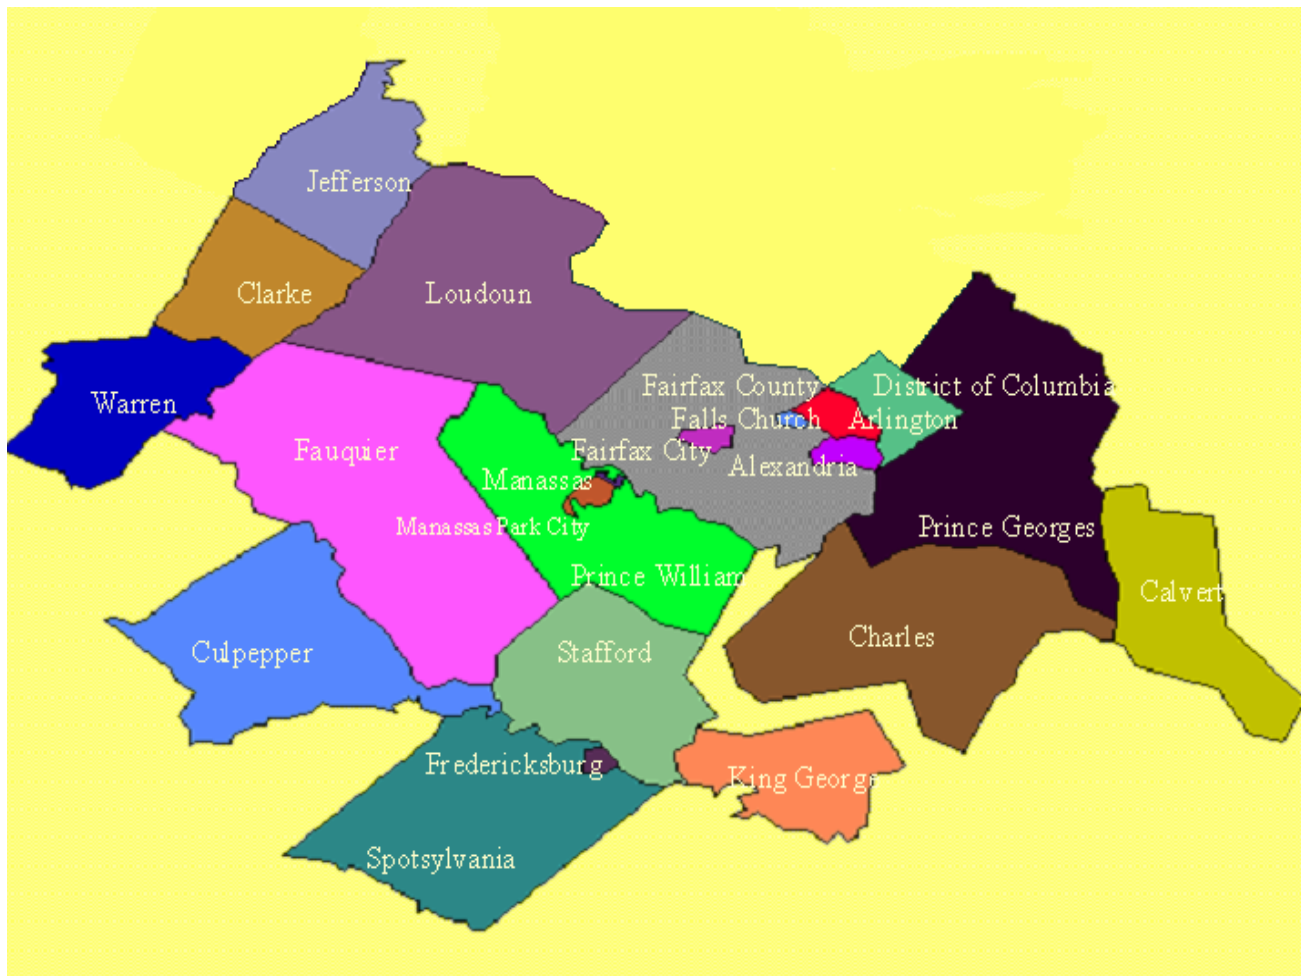 Jefferson
Clarke
Loudoun
Warren
Fairfax County
District of Columbia
Falls Church
Arlington
Fauquier
Fairfax City
Alexandria
Manassas
Manassas Park City
Prince Georges
Prince William
Calvert
Charles
Culpepper
Stafford
Fredericksburg
King George
Spotsylvania